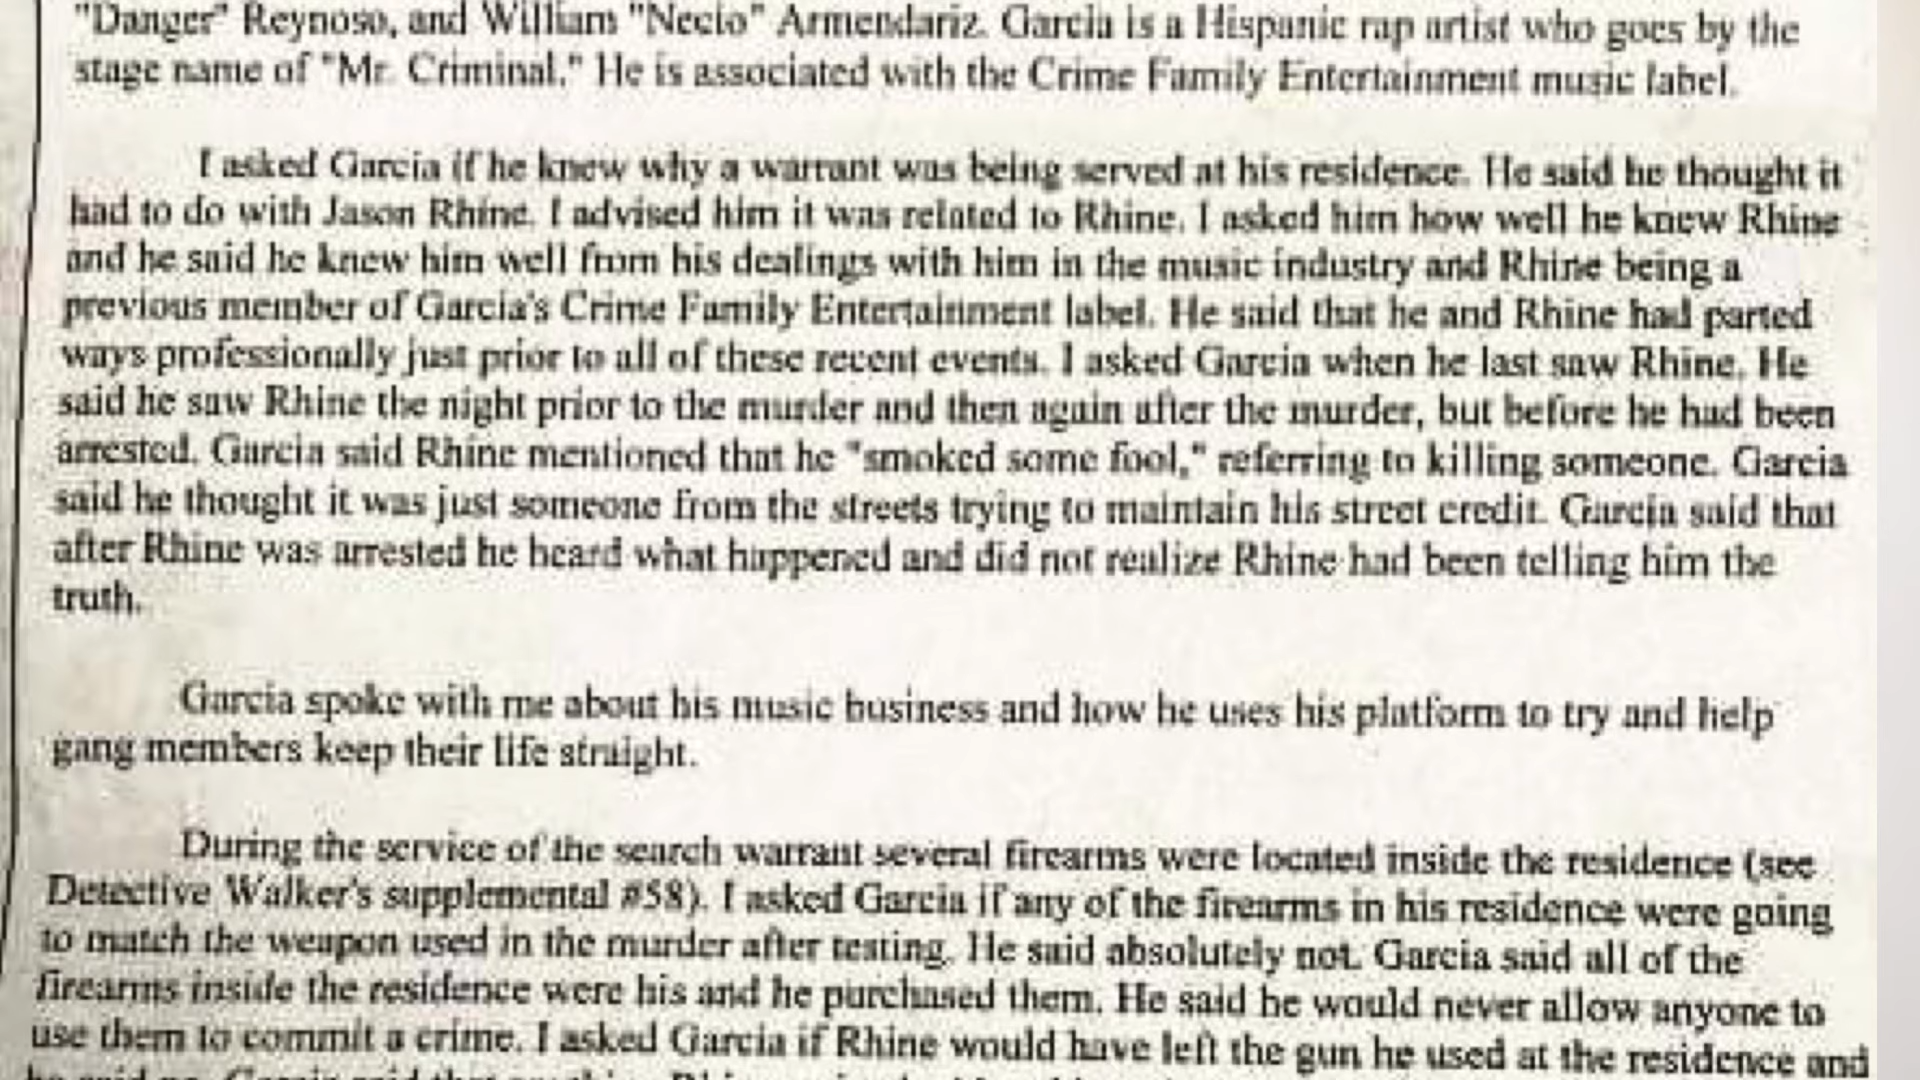 "Danger" Reynoso, and William "Necio" Armendariz. Garcia is a Hispanic rap artist who goes by the
stage name of "Mr. Criminal." He is associated with the Crime Family Entertainment music label.
I asked Garcia if he knew why a warrant was being served at his residence. He said he thought it
had to do with Jason Rhine. I advised him it was related to Rhine. I asked him how well he knew Rhine
and he said he knew him well from his dealings with him in the music industry and Rhine being a
previous member of Garcia's Crime Family Entertainment label. He said that he and Rhine had parted
ways professionally just prior to all of these recent events. I asked Garcia when he last saw Rhine. He
said he saw Rhine the night prior to the murder and then again after the murder, but before he had been
arrested. Garcia said Rhine mentioned that he "smoked some fool," referring to killing someone. Garcia
said he thought it was just someone from the streets trying to maintain his street credit. Garcia said that
after Rhine was arrested he heard what happened and did not realize Rhine had been telling him the
truth.
Garcia spoke with me about his music business and how he uses his platform to try and help
gang members keep their life straight.
During the service of the search warrant several firearms were located inside the residence (see
Detective Walker's supplemental #58). I asked Garcia if any of the firearms in his residence were going
to match the weapon used in the murder after testing. He said absolutely not. Garcia said all of the
firearms inside the residence were his and he purchased them. He said he would never allow anyone to
use them to commit a crime. I asked Garcia if Rhine would have left the gun he used at the residence and
he said no. Garcia said that